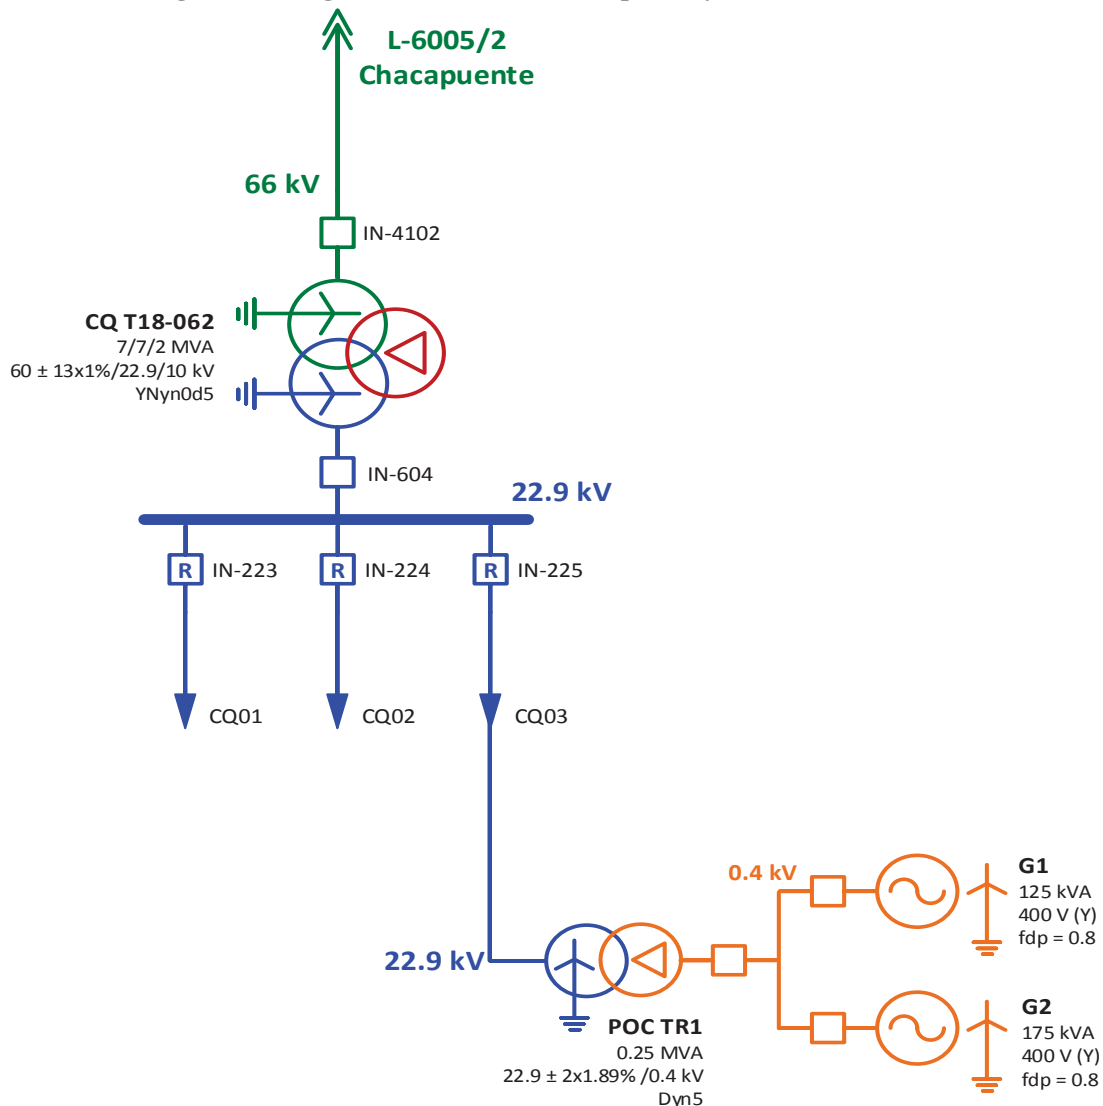 L-6005/2
Chacapuente
66 kV
IN-4102
CQ T18-062
7/7/2 MVA
60 ± 13x1%/22.9/10 kV
YNyn0d5
IN-604
22.9 kV
R
IN-223
R
IN-224
R
IN-225
CQ01
CQ02
CQ03
0.4 kV
G1
125 kVA
400 V (Y)
fdp = 0.8
22.9 kV
POC TR1
0.25 MVA
22.9 ± 2x1.89% /0.4 kV
Dyn5
G2
175 kVA
400 V (Y)
fdp = 0.8